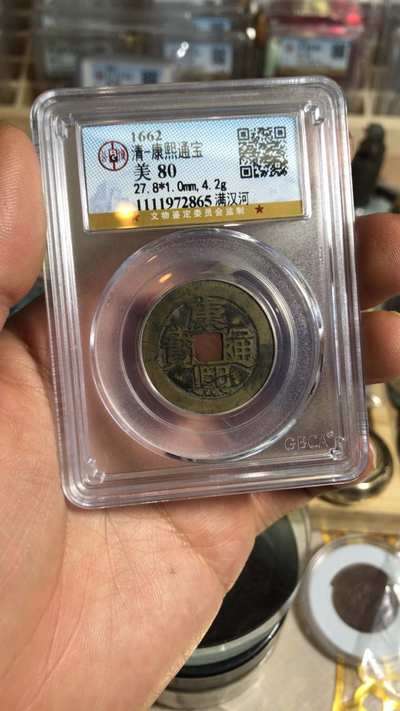 1662
清-康熙通宝
美 80
27.8*1.0mm,4.2g
1111972865 满汉河
★ 文物鉴定委员会监制 ★
康熙通寶
GBCA